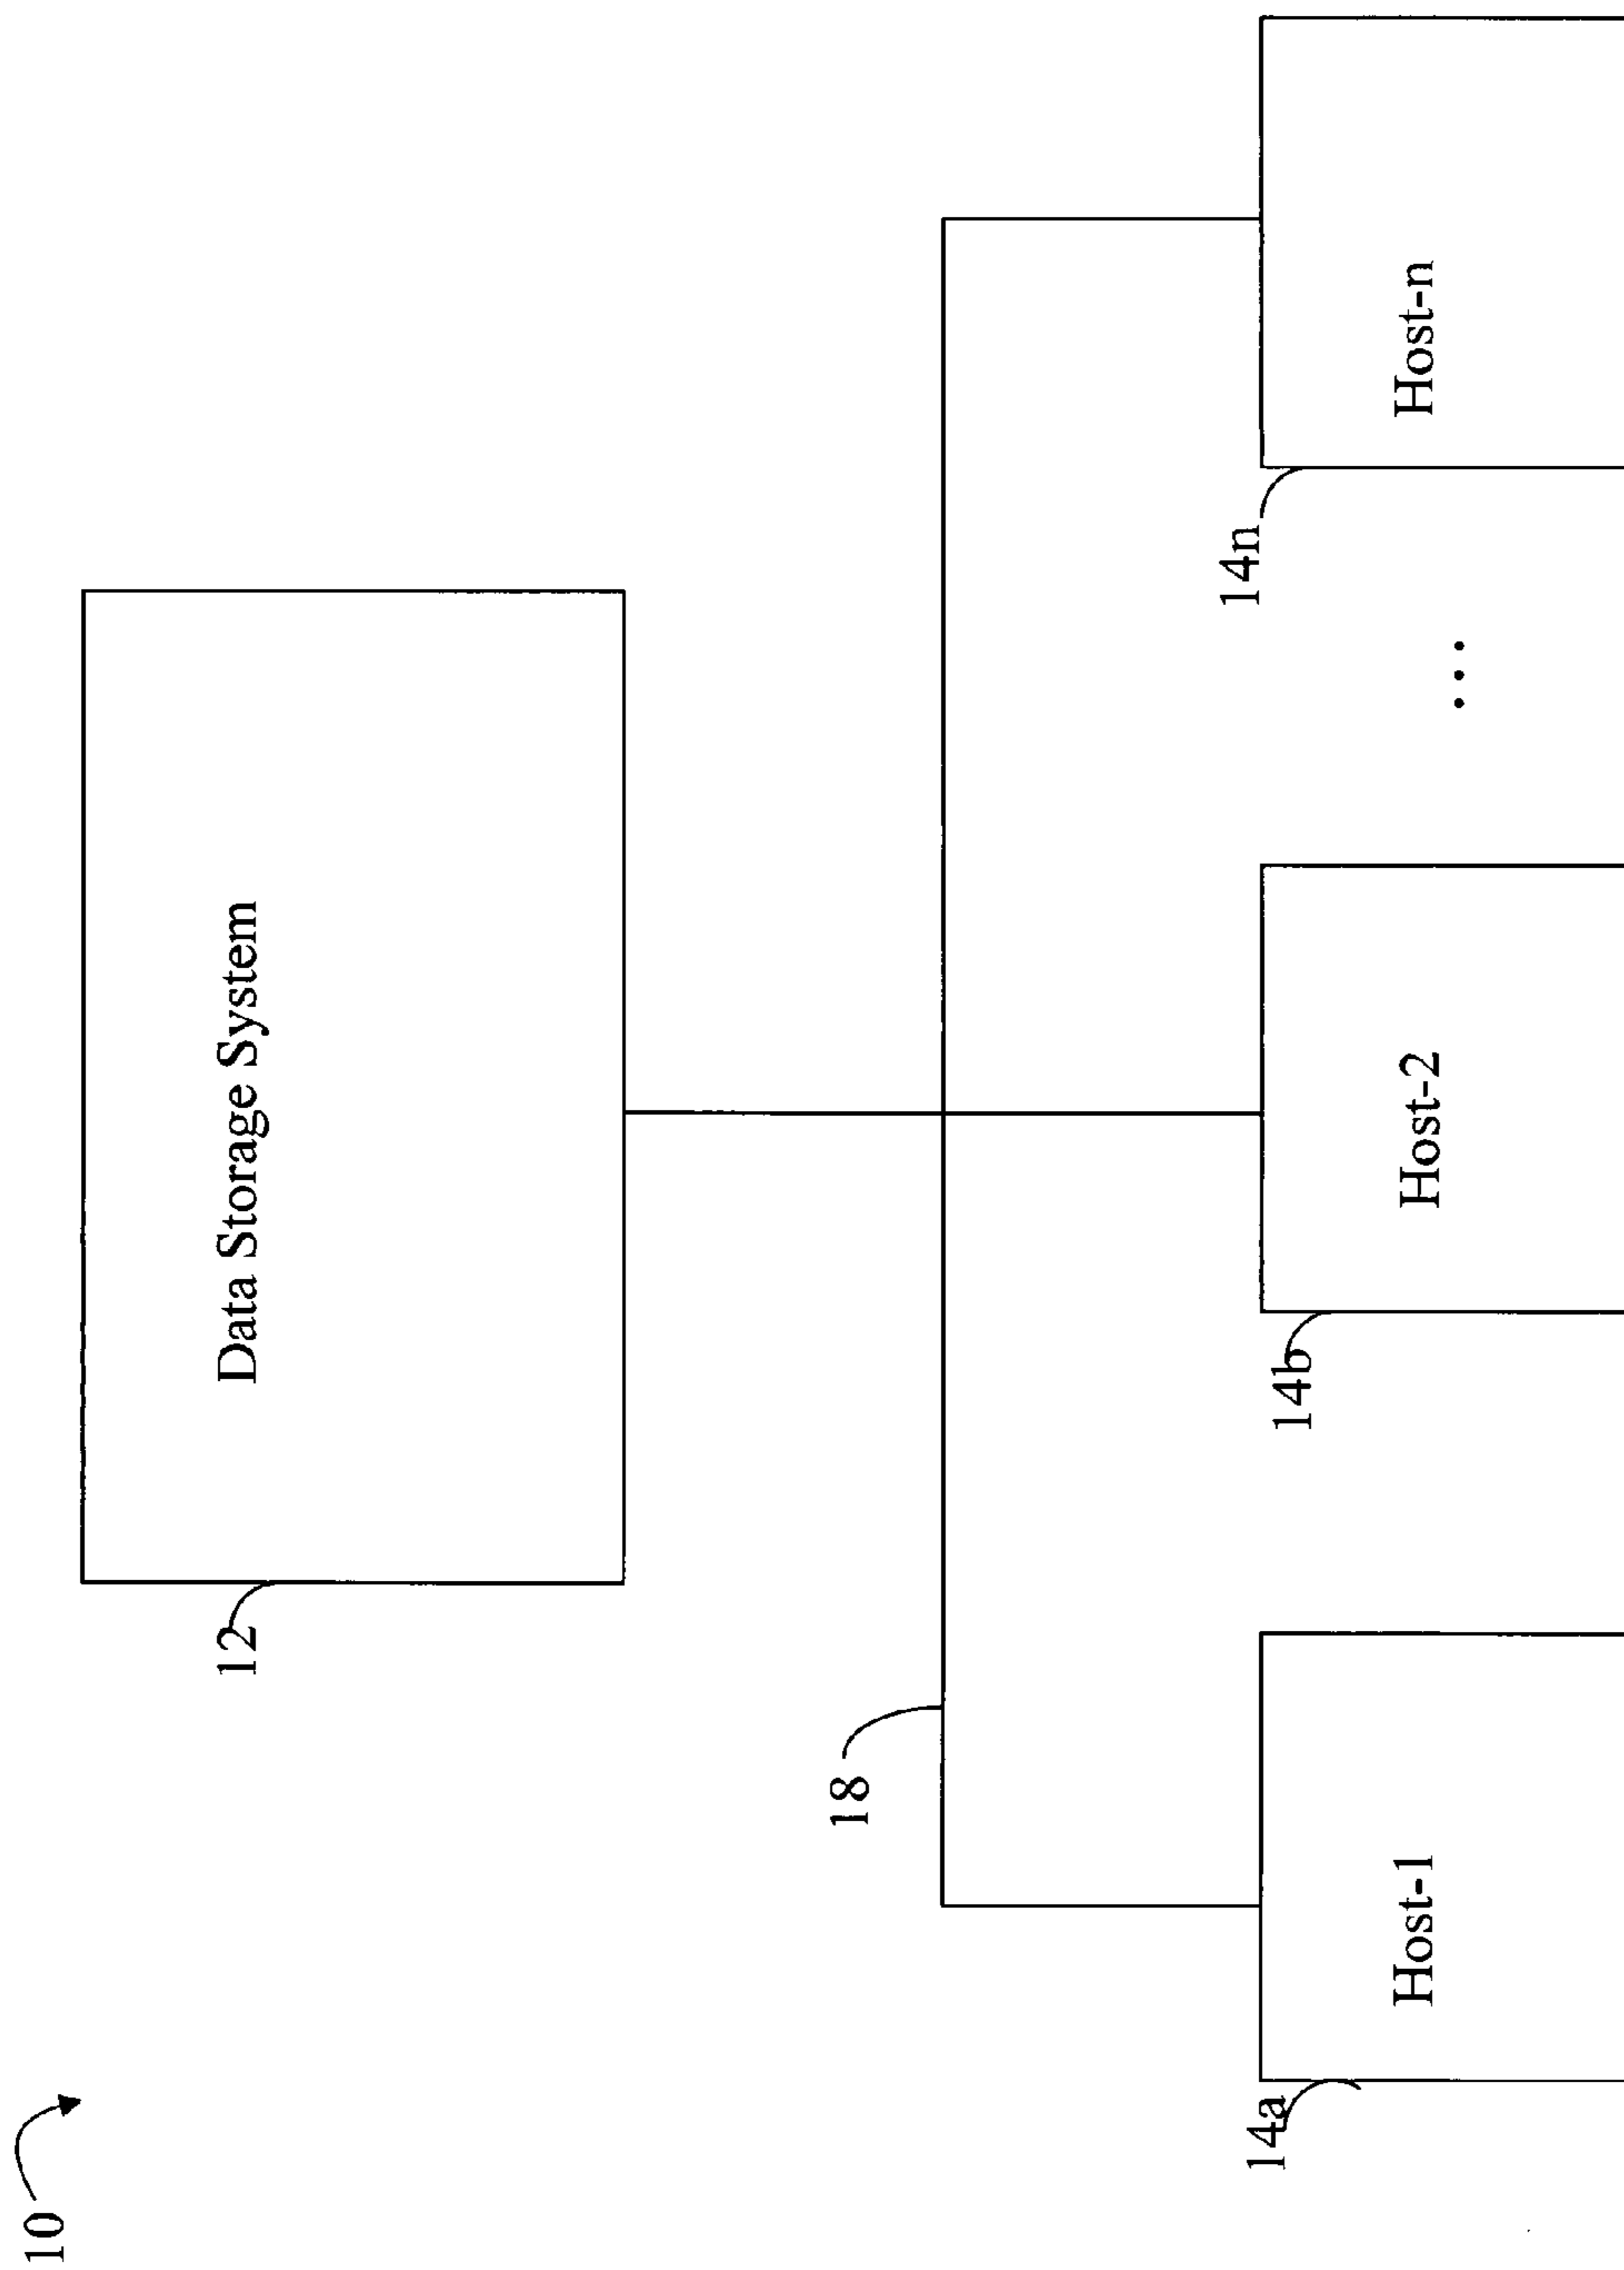 10
12
Data Storage System
18
14a
Host-1
14b
Host-2
...
14n
Host-n